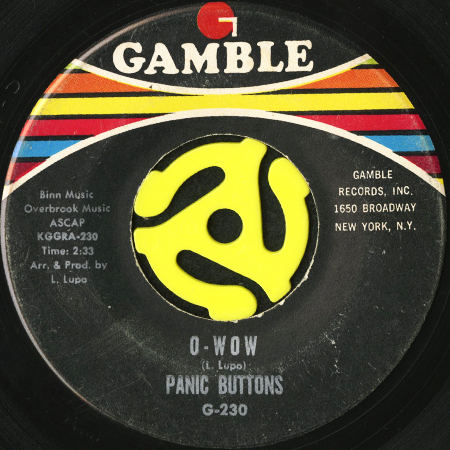 GAMBLE
Binn Music
Overbrook Music
ASCAP
KGGRA-230
Time: 2:33
Arr. & Prod. by
L. Lupo
GAMBLE
RECORDS, INC.
1650 BROADWAY
NEW YORK, N.Y.
O-WOW
(L. Lupo)
PANIC BUTTONS
G-230